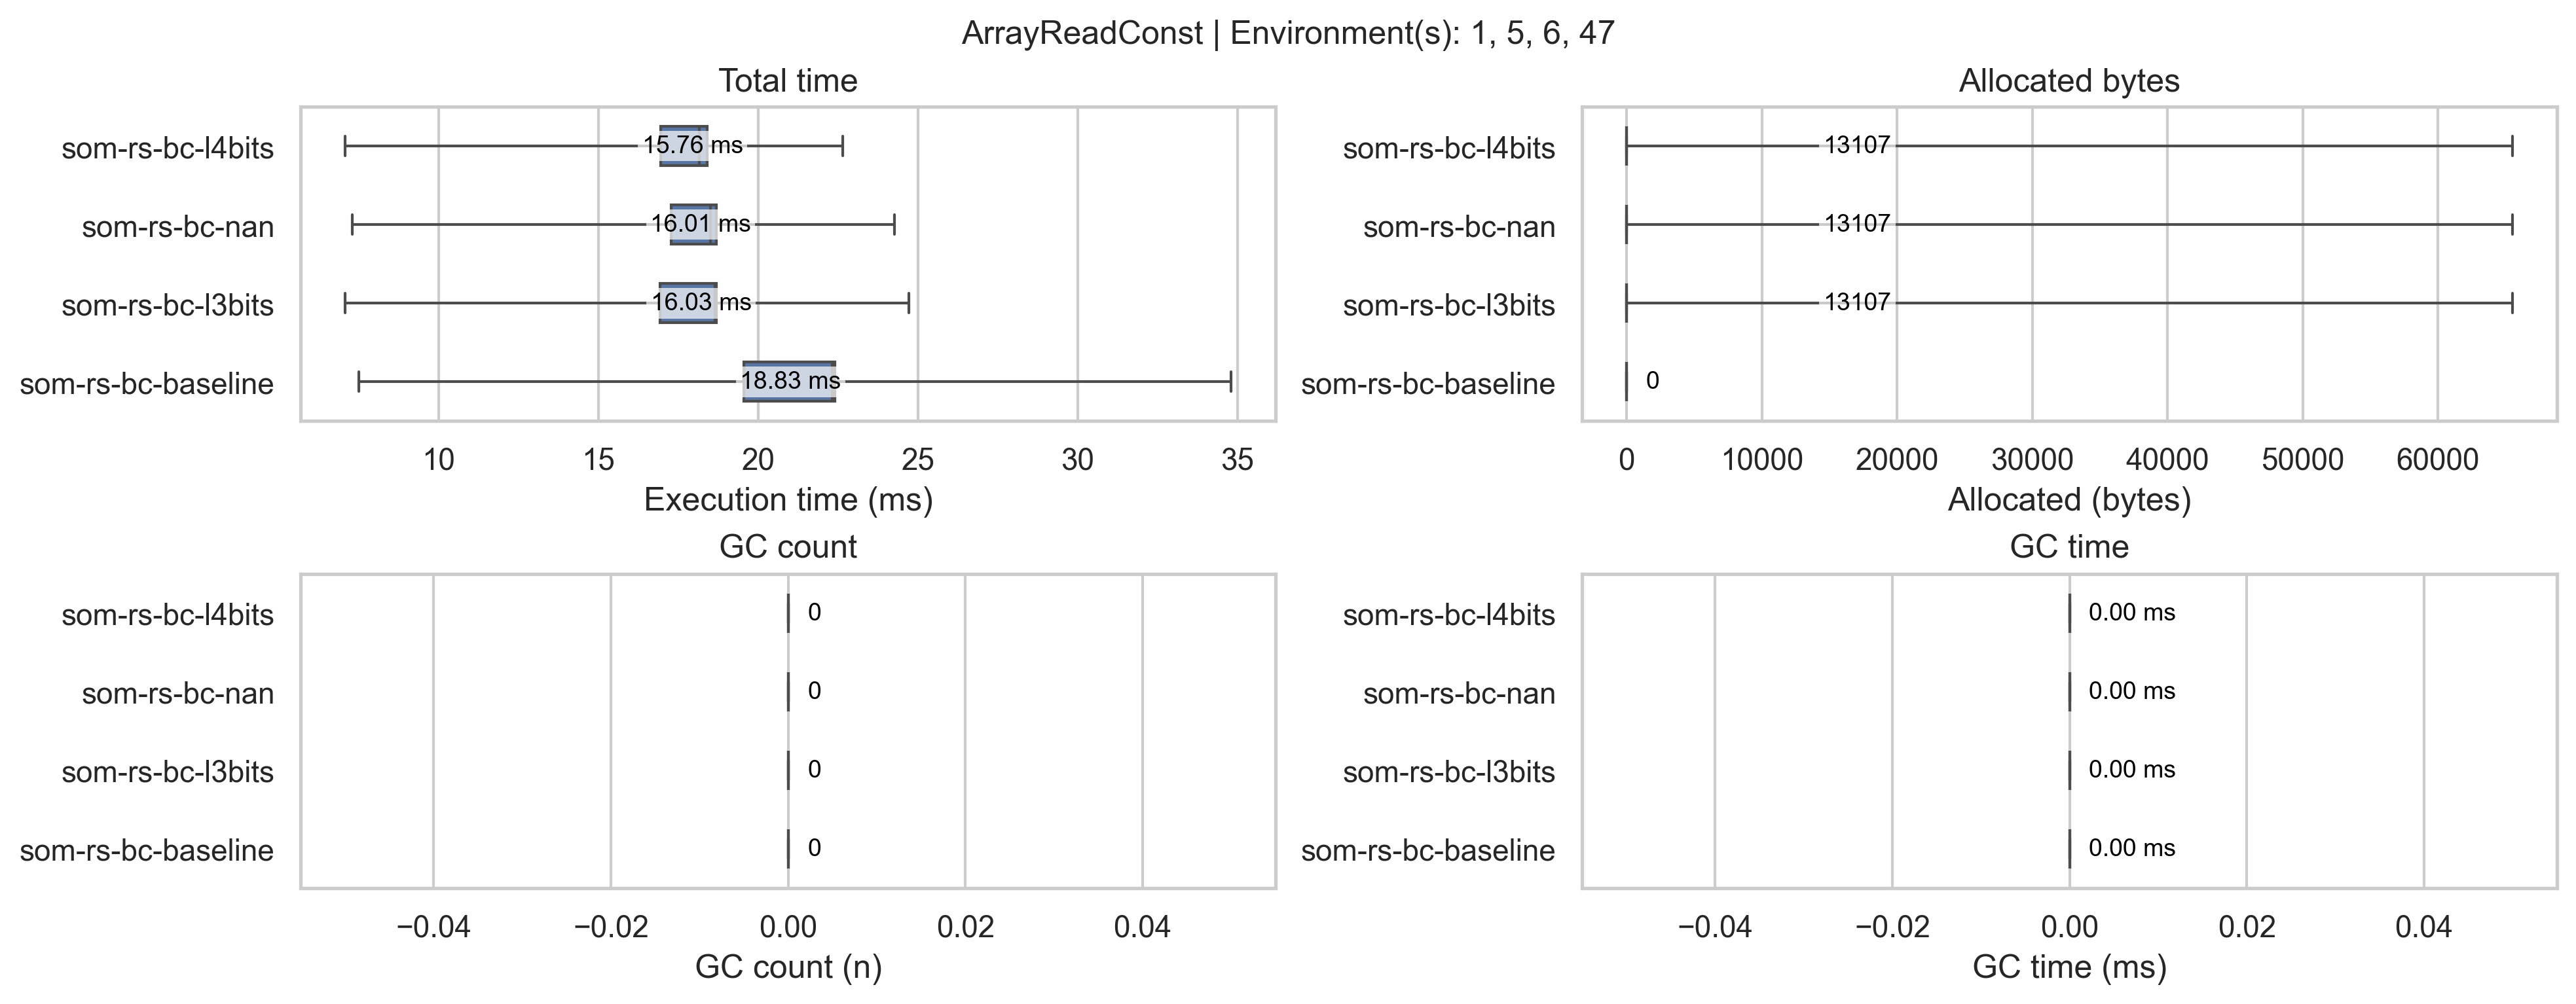 ArrayReadConst | Environment(s): 1, 5, 6, 47
Total time
som-rs-bc-l4bits
15.76 ms
som-rs-bc-nan
16.01 ms
som-rs-bc-l3bits
16.03 ms
som-rs-bc-baseline
18.83 ms
10 15 20 25 30 35
Execution time (ms)
Allocated bytes
som-rs-bc-l4bits
13107
som-rs-bc-nan
13107
som-rs-bc-l3bits
13107
som-rs-bc-baseline
0
0 10000 20000 30000 40000 50000 60000
Allocated (bytes)
GC count
som-rs-bc-l4bits
0
som-rs-bc-nan
0
som-rs-bc-l3bits
0
som-rs-bc-baseline
0
−0.04 −0.02 0.00 0.02 0.04
GC count (n)
GC time
som-rs-bc-l4bits
0.00 ms
som-rs-bc-nan
0.00 ms
som-rs-bc-l3bits
0.00 ms
som-rs-bc-baseline
0.00 ms
−0.04 −0.02 0.00 0.02 0.04
GC time (ms)